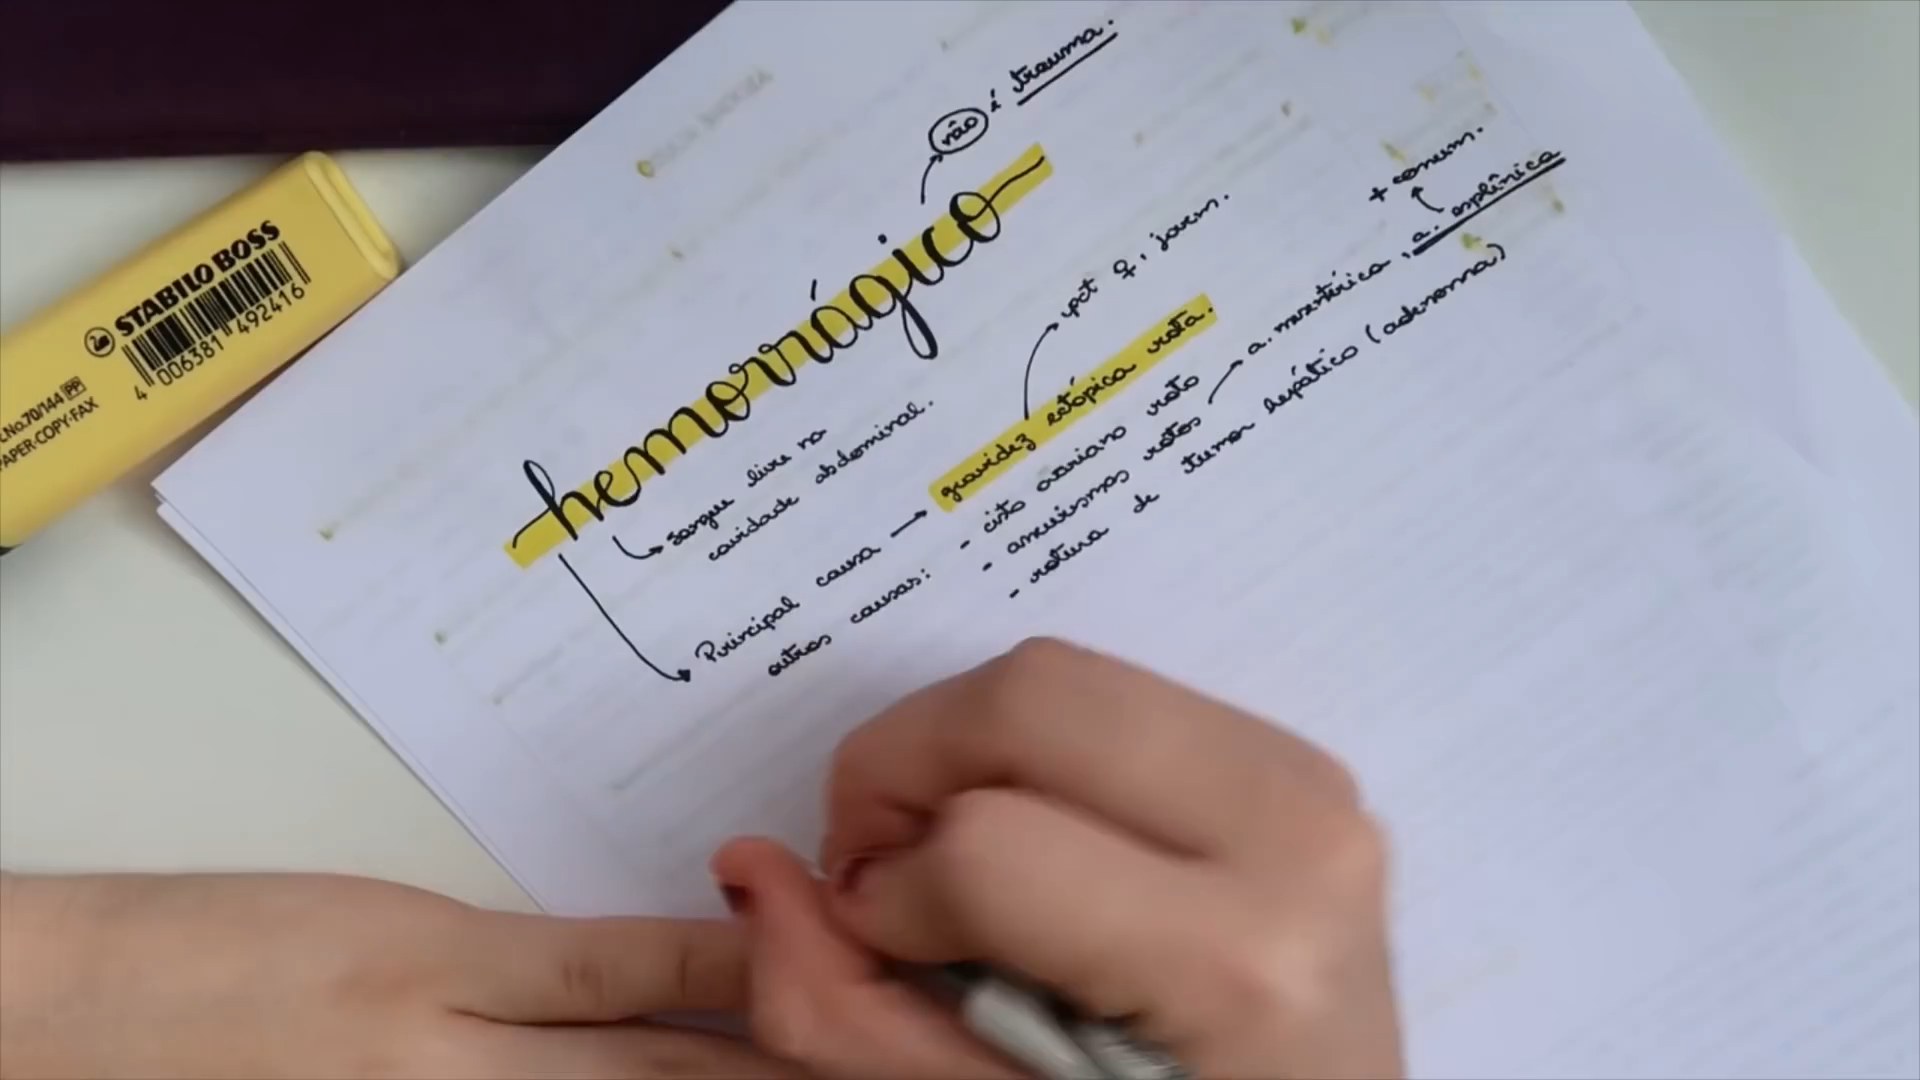 não é trauma.
hemorrágico
sangue livre na
cavidade abdominal.
pct ♀, jovem.
Principal causa → gravidez ectópica rota.
outras causas: - cisto ovariano roto
- aneurismas rotos → a. mesentérica, a. esplênica
+ comum.
- rotura de tumor hepático (adenoma)
STABILO BOSS
4 006381 492416
No.70/144
PAPER-COPY-FAX